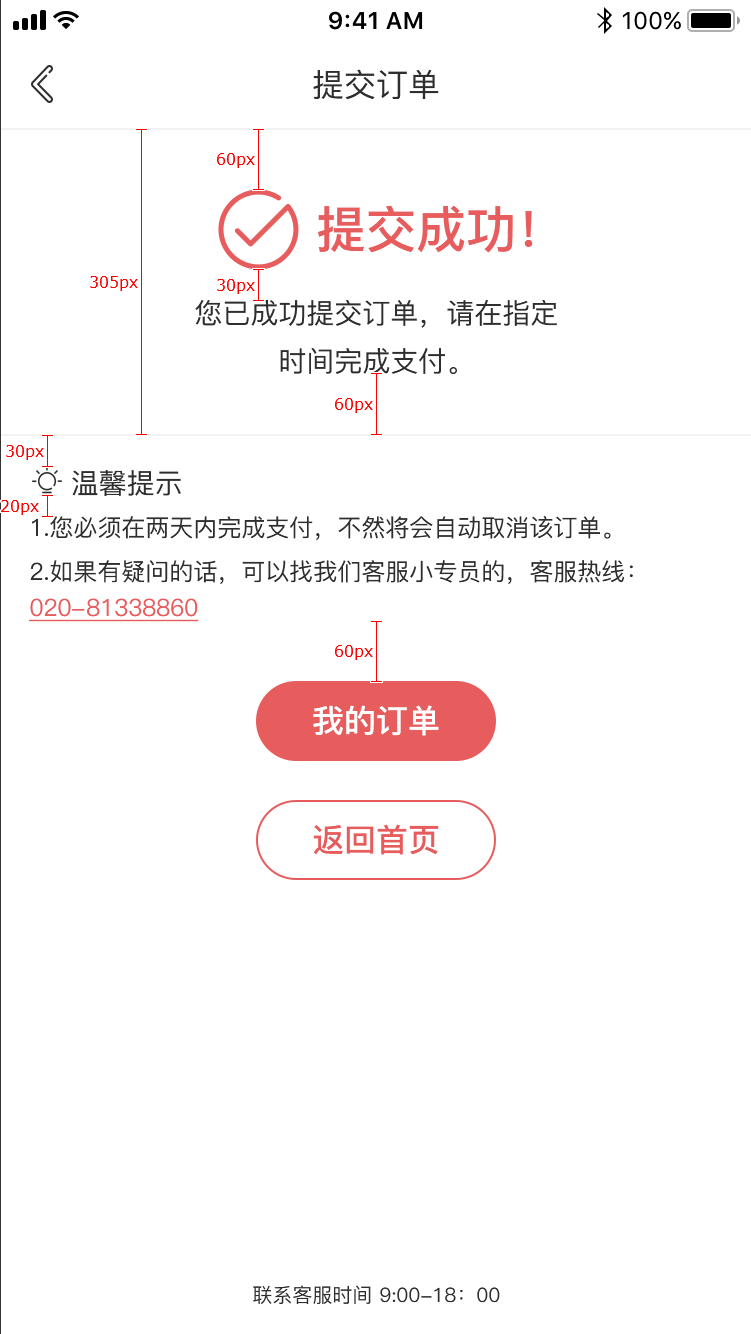 9:41 AM
100%
提交订单
60px
提交成功!
305px
30px
您已成功提交订单，请在指定
时间完成支付。
60px
30px
温馨提示
20px
1.您必须在两天内完成支付，不然将会自动取消该订单。
2.如果有疑问的话，可以找我们客服小专员的，客服热线：
020-81338860
60px
我的订单
返回首页
联系客服时间 9:00-18：00